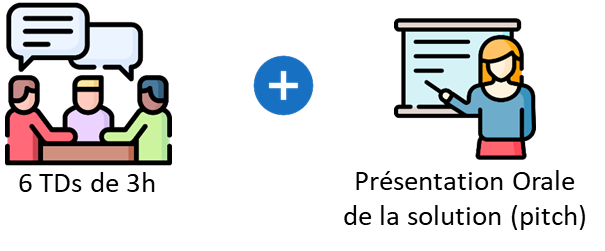 6 TDs de 3h
Présentation Orale
de la solution (pitch)